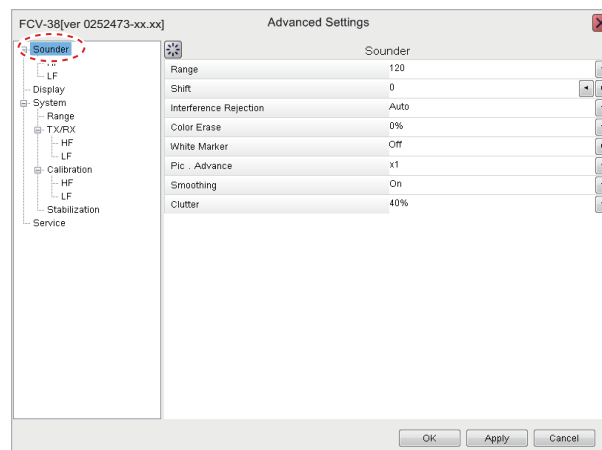 FCV-38[ver 0252473-xx.xx]
Advanced Settings
Sounder
LF
Display
System
Range
TX/RX
HF
LF
Calibration
HF
LF
Stabilization
Service
Sounder
Range 120
Shift 0
Interference Rejection Auto
Color Erase 0%
White Marker Off
Pic . Advance x1
Smoothing On
Clutter 40%
OK Apply Cancel